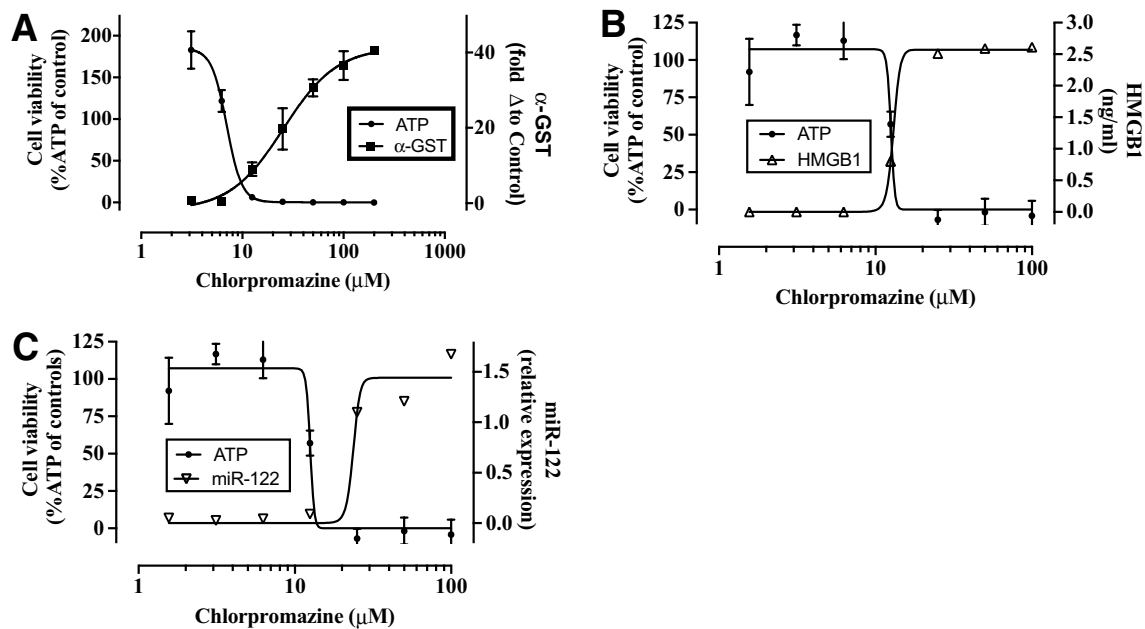 A
Cell viability
(%ATP of control)
200
150
100
50
0
ATP
α-GST
40
20
0
α-GST
(fold Δ to Control)
1
10
100
1000
Chlorpromazine (μM)
B
Cell viability
(%ATP of control)
125
100
75
50
25
0
ATP
HMGB1
3.0
2.5
2.0
1.5
1.0
0.5
0.0
HMGB1
(ng/ml)
1
10
100
Chlorpromazine (μM)
C
Cell viability
(%ATP of controls)
125
100
75
50
25
0
ATP
miR-122
1.5
1.0
0.5
0.0
miR-122
(relative expression)
1
10
100
Chlorpromazine (μM)